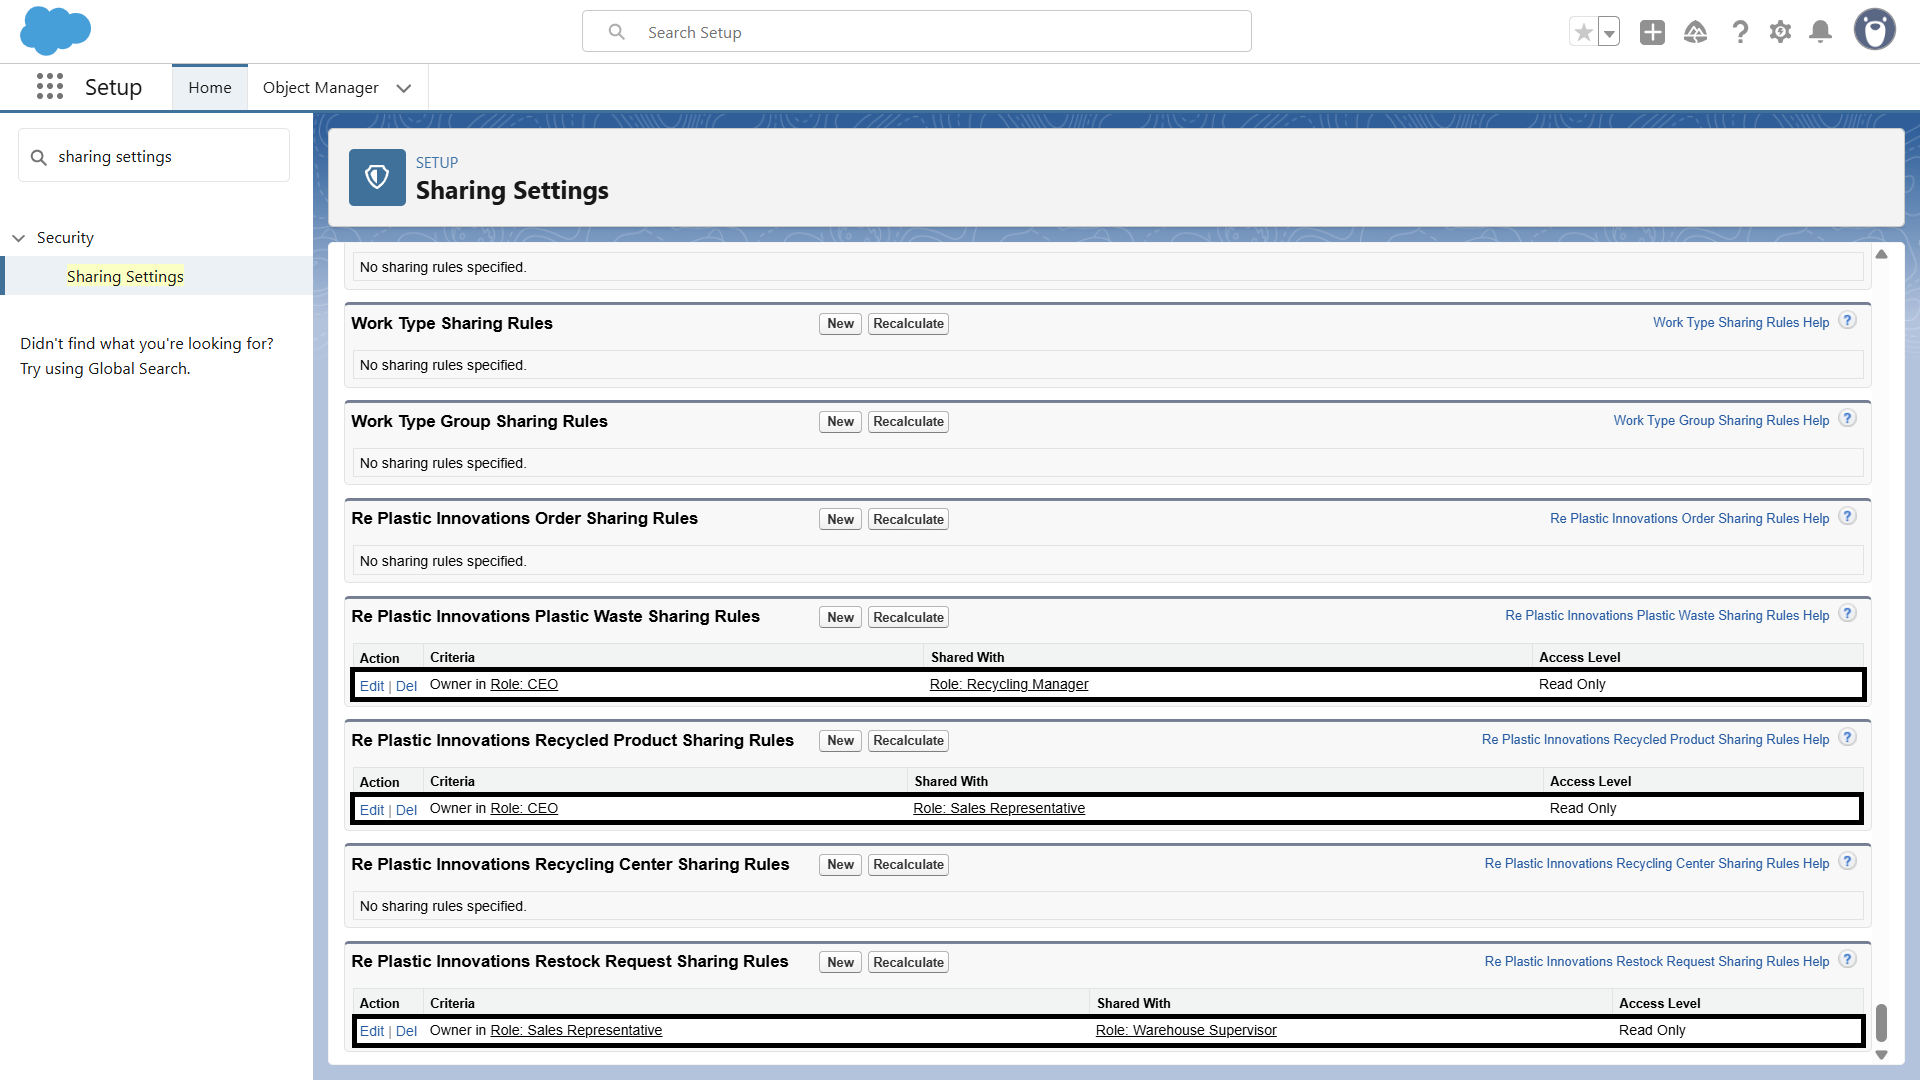 Search Setup
Setup
Home
Object Manager
sharing settings
Security
Sharing Settings
Didn't find what you're looking for?
Try using Global Search.
SETUP
Sharing Settings
No sharing rules specified.
Work Type Sharing Rules New Recalculate Work Type Sharing Rules Help ?
No sharing rules specified.
Work Type Group Sharing Rules New Recalculate Work Type Group Sharing Rules Help ?
No sharing rules specified.
Re Plastic Innovations Order Sharing Rules New Recalculate Re Plastic Innovations Order Sharing Rules Help ?
No sharing rules specified.
Re Plastic Innovations Plastic Waste Sharing Rules New Recalculate Re Plastic Innovations Plastic Waste Sharing Rules Help ?
Action Criteria Shared With Access Level
Edit | Del Owner in Role: CEO Role: Recycling Manager Read Only
Re Plastic Innovations Recycled Product Sharing Rules New Recalculate Re Plastic Innovations Recycled Product Sharing Rules Help ?
Action Criteria Shared With Access Level
Edit | Del Owner in Role: CEO Role: Sales Representative Read Only
Re Plastic Innovations Recycling Center Sharing Rules New Recalculate Re Plastic Innovations Recycling Center Sharing Rules Help ?
No sharing rules specified.
Re Plastic Innovations Restock Request Sharing Rules New Recalculate Re Plastic Innovations Restock Request Sharing Rules Help ?
Action Criteria Shared With Access Level
Edit | Del Owner in Role: Sales Representative Role: Warehouse Supervisor Read Only